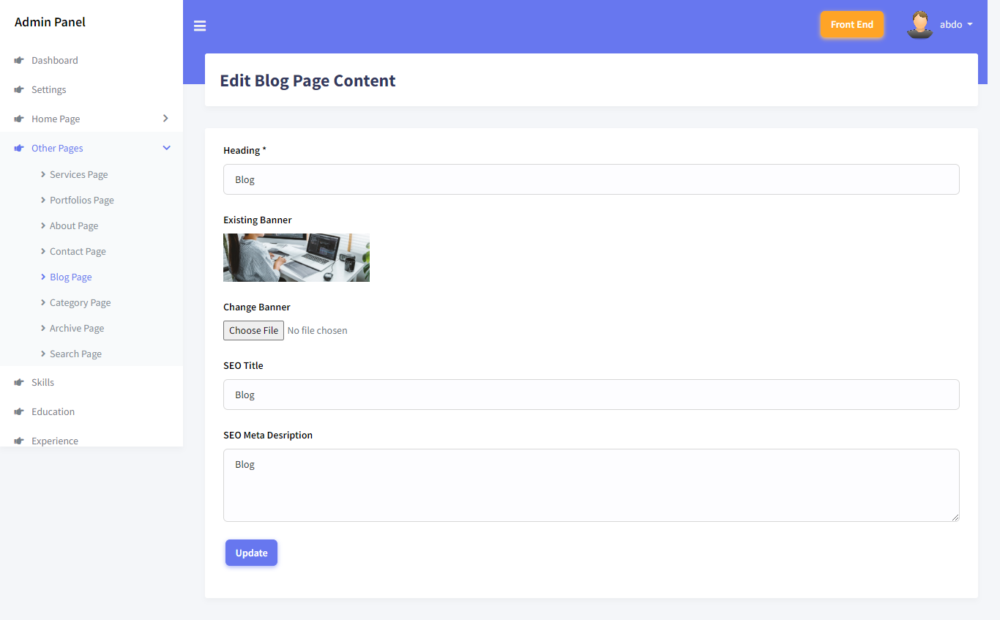 Admin Panel
Front End
abdo
Dashboard
Settings
Home Page
Other Pages
Services Page
Portfolios Page
About Page
Contact Page
Blog Page
Category Page
Archive Page
Search Page
Skills
Education
Experience
Edit Blog Page Content
Heading *
Blog
Existing Banner
Change Banner
Choose File No file chosen
SEO Title
Blog
SEO Meta Desription
Blog
Update